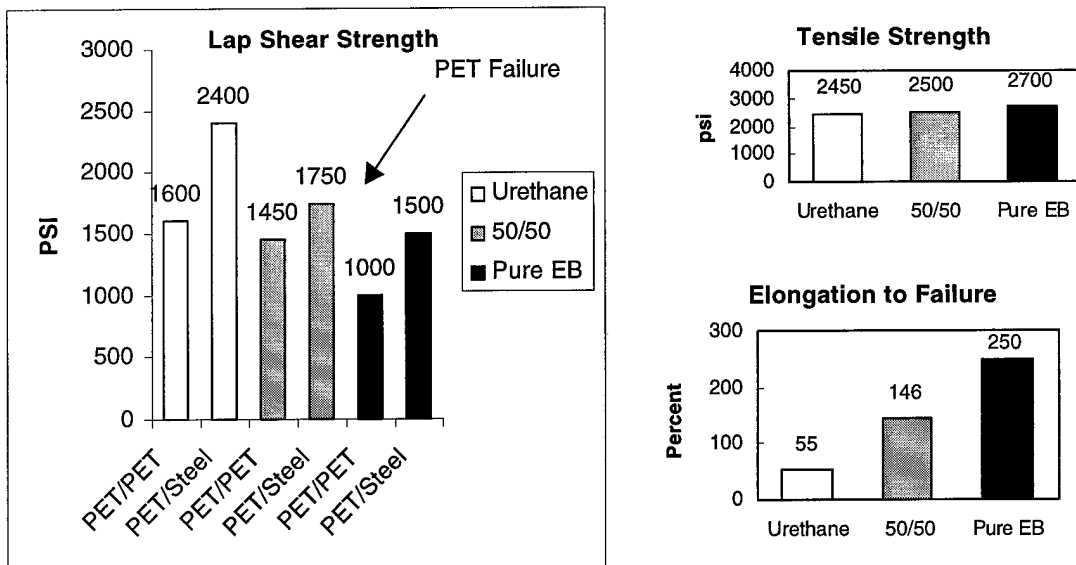 Lap Shear Strength
PET Failure
PSI
3000
2500
2000
1500
1000
500
0
1600
2400
1450
1750
1000
1500
PET/PET
PET/Steel
PET/PET
PET/Steel
PET/PET
PET/Steel
Urethane
50/50
Pure EB
Tensile Strength
psi
4000
3000
2000
1000
0
2450
2500
2700
Urethane
50/50
Pure EB
Elongation to Failure
Percent
300
200
100
0
55
146
250
Urethane
50/50
Pure EB